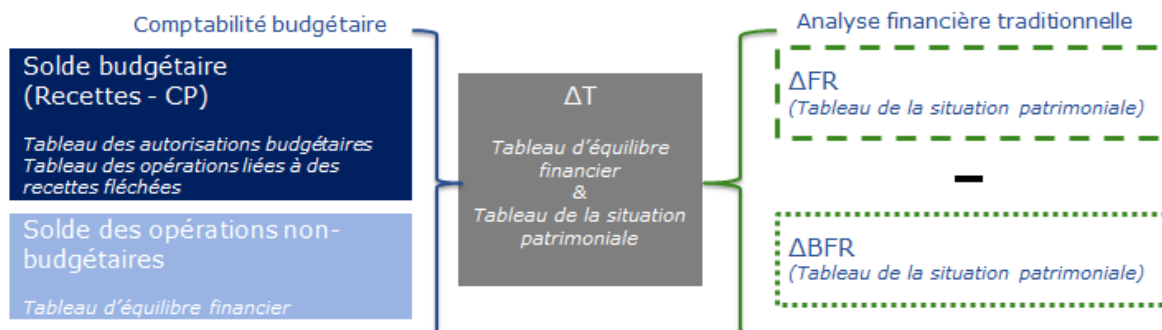 Comptabilité budgétaire
Solde budgétaire
(Recettes - CP)
Tableau des autorisations budgétaires
Tableau des opérations liées à des
recettes fléchées
Solde des opérations non-
budgétaires
Tableau d'équilibre financier
ΔT
Tableau d'équilibre
financier
&
Tableau de la situation
patrimoniale
Analyse financière traditionnelle
ΔFR
(Tableau de la situation patrimoniale)
–
ΔBFR
(Tableau de la situation patrimoniale)